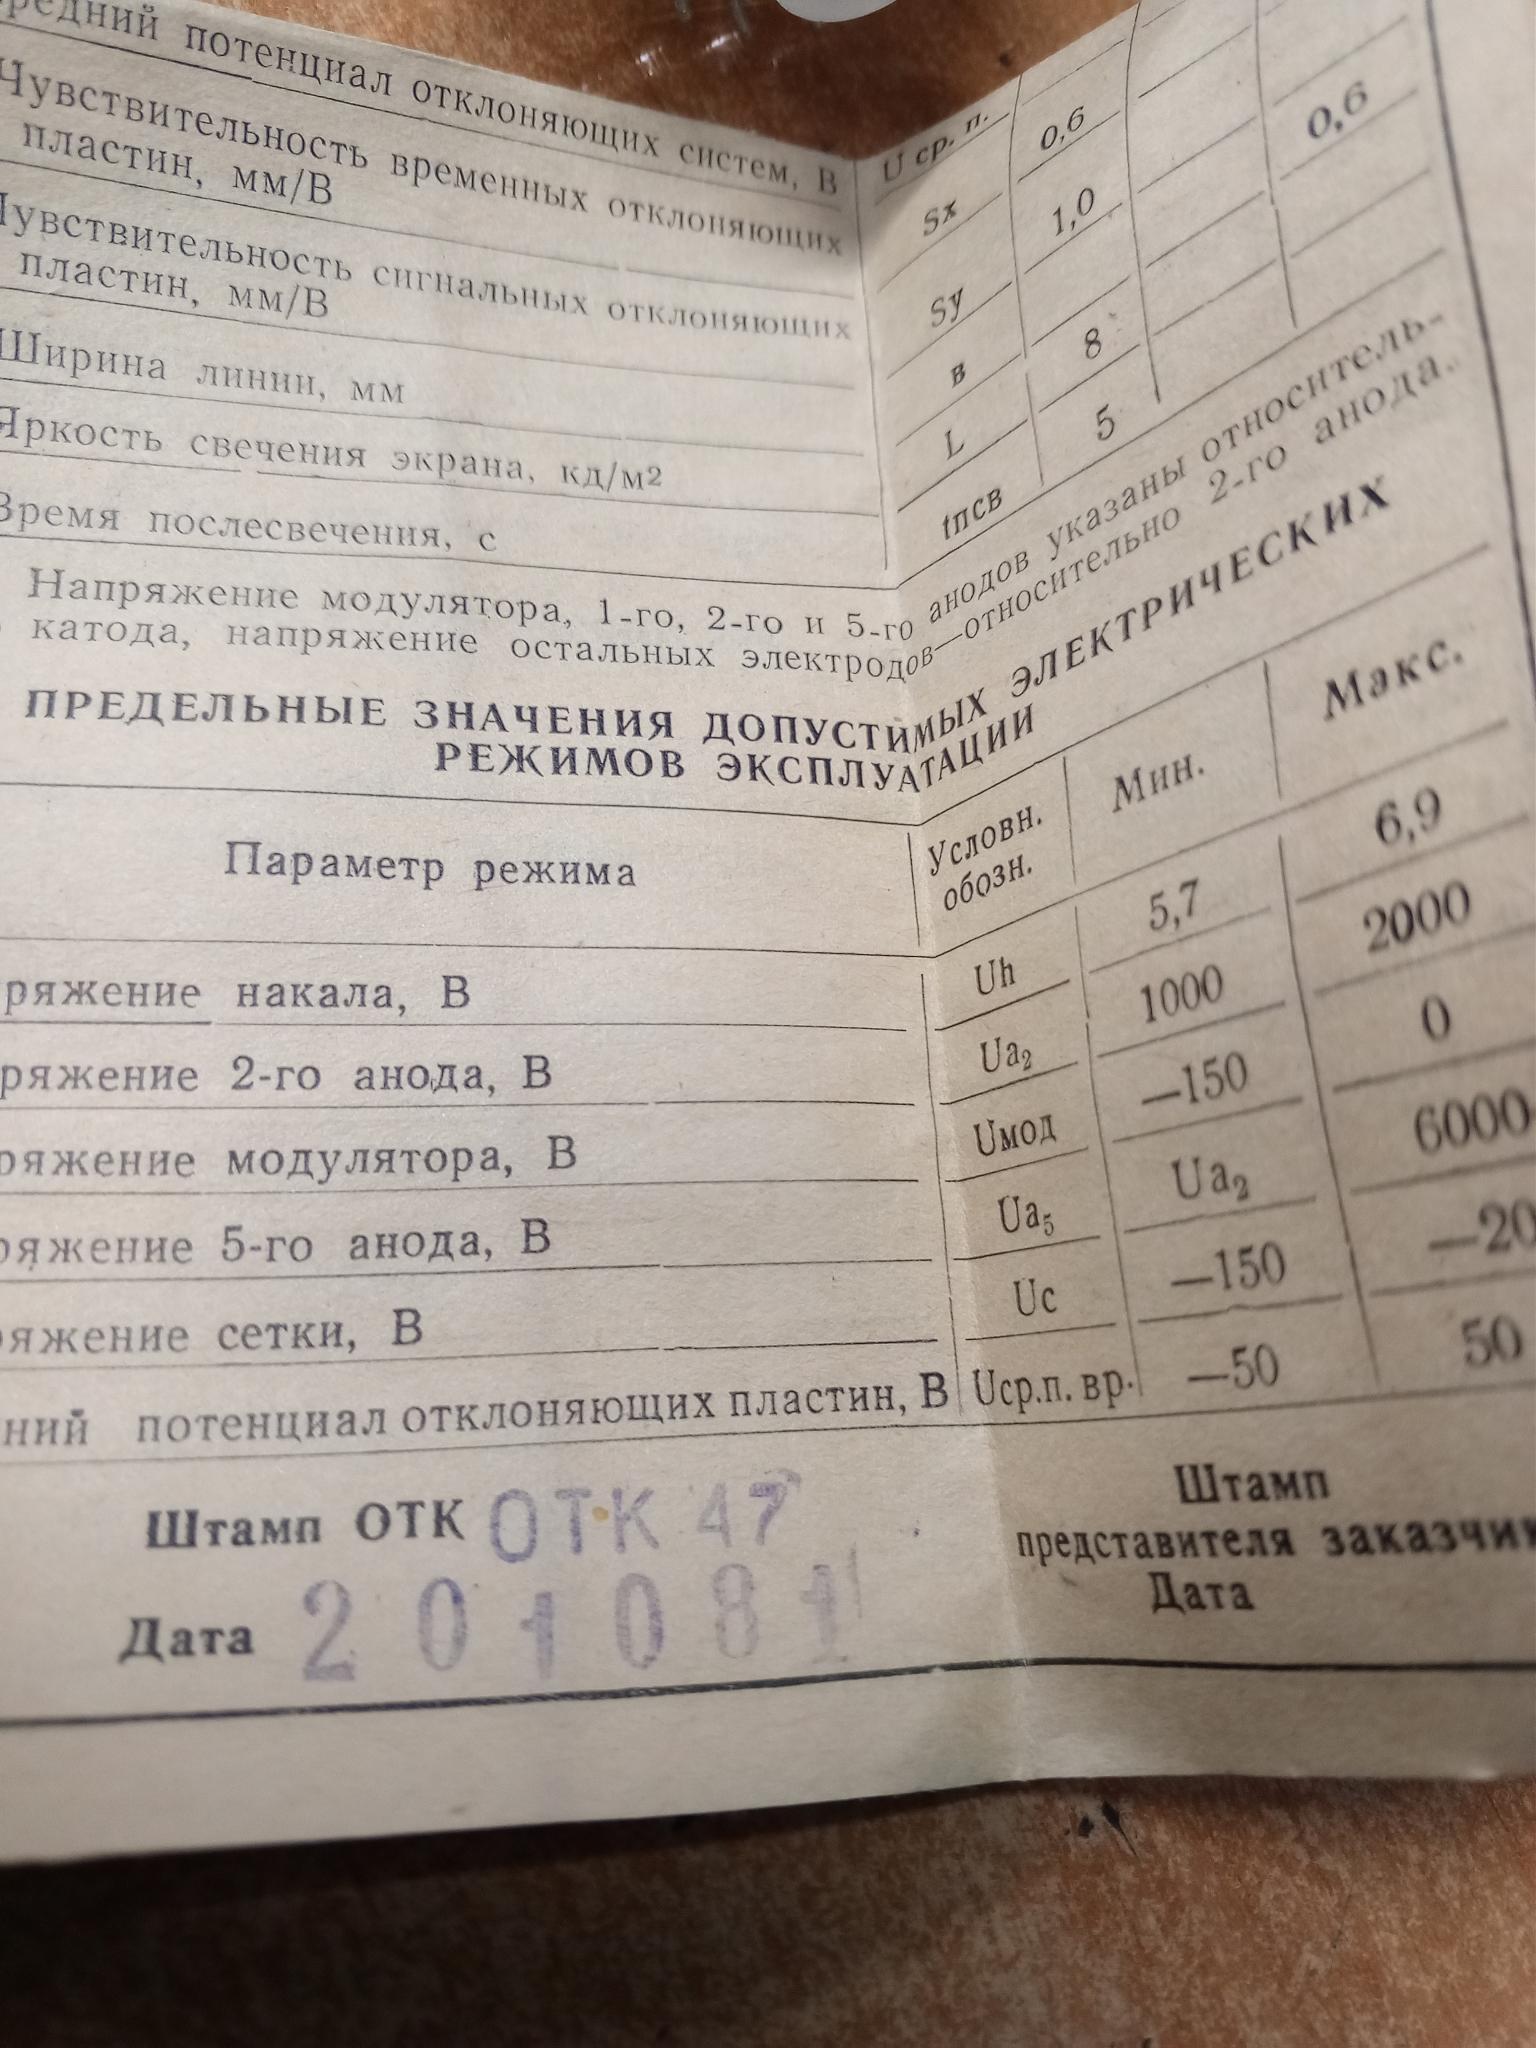 потенциал отклоняющих систем, В U ср. п.
Чувствительность временных отклоняющих
пластин, мм/В Sx 0,6
Чувствительность сигнальных отклоняющих
пластин, мм/В Sy 1,0
Ширина линии, мм в 0,6
Яркость свечения экрана, кд/м² L 8
Время послесвечения, с tпсв 5
Напряжение модулятора, 1-го, 2-го и 5-го анодов указаны относитель-
катода, напряжение остальных электродов—относительно 2-го анода.
ПРЕДЕЛЬНЫЕ ЗНАЧЕНИЯ ДОПУСТИМЫХ ЭЛЕКТРИЧЕСКИХ
РЕЖИМОВ ЭКСПЛУАТАЦИИ
Параметр режима Условн. обозн. Мин. Макс.
ряжение накала, В Uh 5,7 6,9
ряжение 2-го анода, В Ua₂ 1000 2000
ряжение модулятора, В Uмод —150 0
ряжение 5-го анода, В Ua₅ Ua₂ 6000
ряжение сетки, В Uc —150 —20
ний потенциал отклоняющих пластин, В Uср.п. вр. —50 50
Штамп ОТК ОТК 47
Дата 201081
Штамп
представителя заказчи
Дата